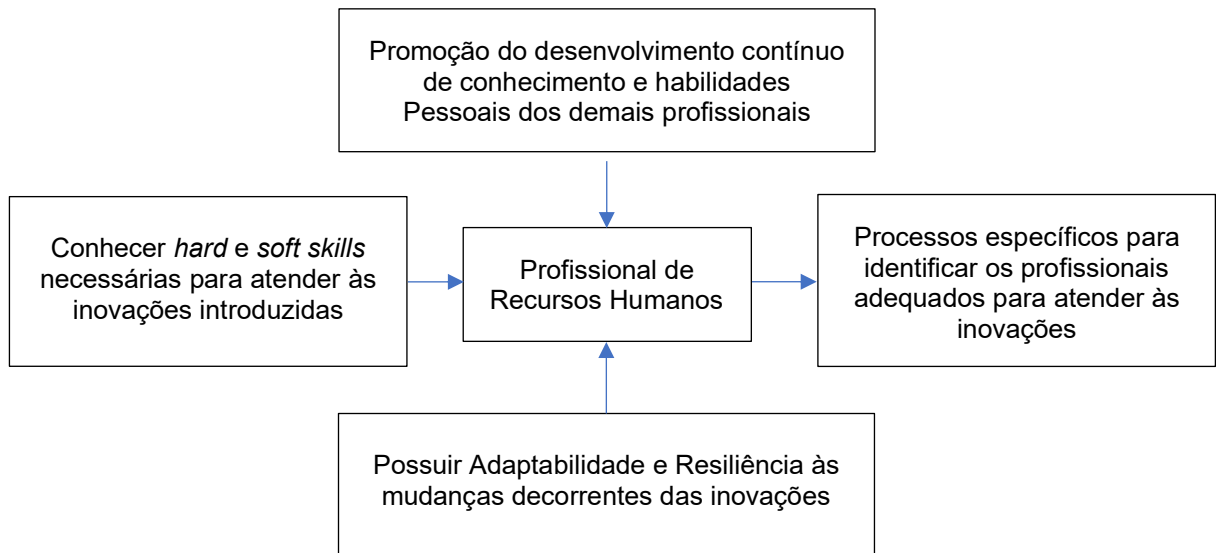 Promoção do desenvolvimento contínuo
de conhecimento e habilidades
Pessoais dos demais profissionais
Conhecer hard e soft skills
necessárias para atender às
inovações introduzidas
Profissional de
Recursos Humanos
Processos específicos para
identificar os profissionais
adequados para atender às
inovações
Possuir Adaptabilidade e Resiliência às
mudanças decorrentes das inovações